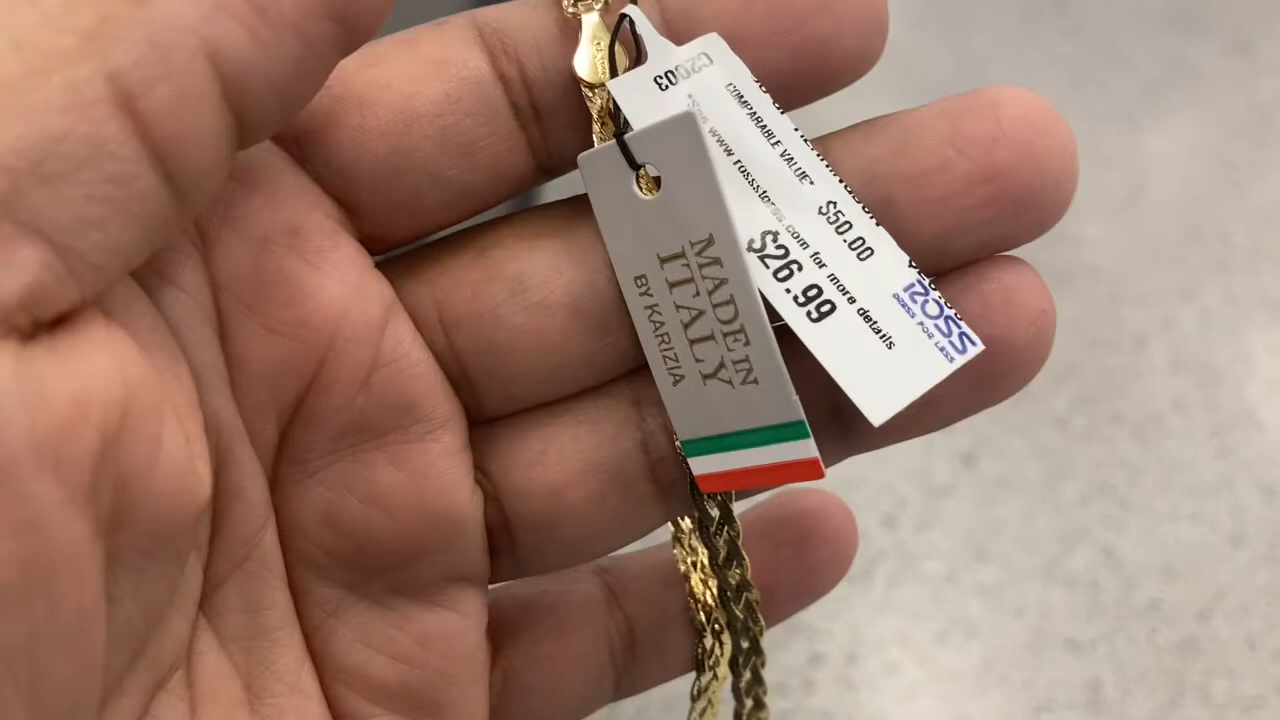 MADE IN
ITALY
BY KARIZIA
C2003
COMPARABLE VALUE*
$50.00
*See www.rossstores.com for more details
$26.99
ROSS
DRESS FOR LESS